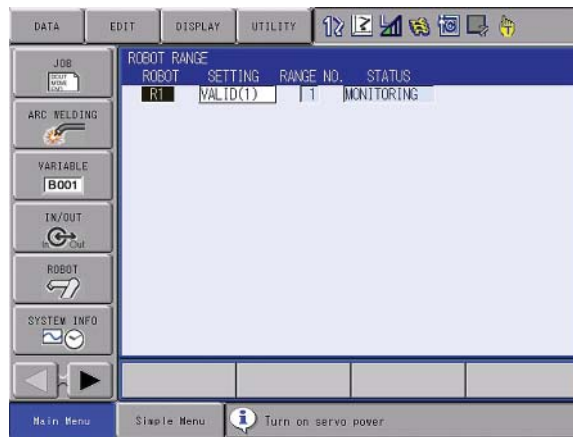 DATA EDIT DISPLAY UTILITY
JOB
ARC WELDING
VARIABLE
B001
IN/OUT
In Out
ROBOT
SYSTEM INFO
ROBOT RANGE
ROBOT SETTING RANGE NO. STATUS
R1 VALID(1) 1 MONITORING
Main Menu Simple Menu Turn on servo power